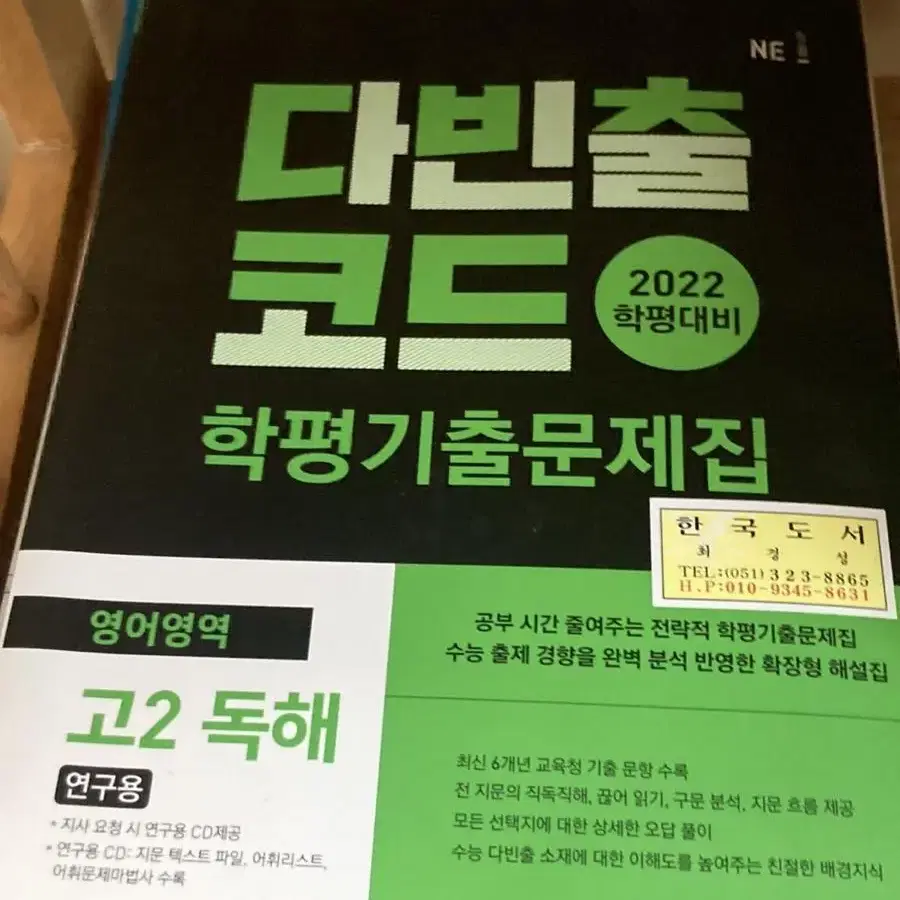 NE 능률
다빈출
코드
2022
학평대비
학평기출문제집
한국도서
최경성
TEL:(051)323-8865
H.P:010-9345-8631
영어영역
고2 독해
연구용
* 지사 요청 시 연구용 CD제공
* 연구용 CD: 지문 텍스트 파일, 어휘리스트,
어휘문제마법사 수록
공부 시간 줄여주는 전략적 학평기출문제집
수능 출제 경향을 완벽 분석 반영한 확장형 해설집
최신 6개년 교육청 기출 문항 수록
전 지문의 직독직해, 끊어 읽기, 구문 분석, 지문 흐름 제공
모든 선택지에 대한 상세한 오답 풀이
수능 다빈출 소재에 대한 이해도를 높여주는 친절한 배경지식